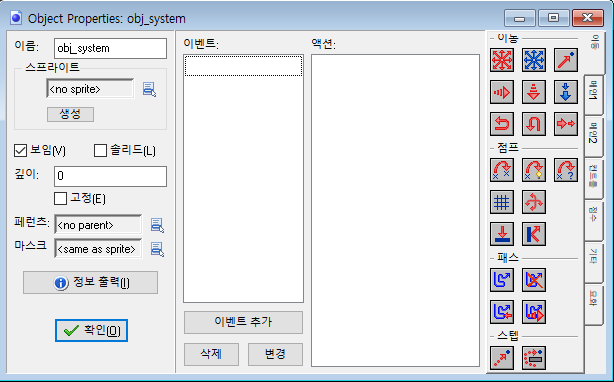 Object Properties: obj_system
이름: obj_system
스프라이트
<no sprite>
생성
보임(V) 솔리드(L)
깊이: 0
고정(E)
페런츠: <no parent>
마스크 <same as sprite>
정보 출력(I)
확인(O)
이벤트:
이벤트 추가
삭제 변경
액션:
이동
점프
패스
스텝
이동
메인1
메인2
컨트롤
점수
기타